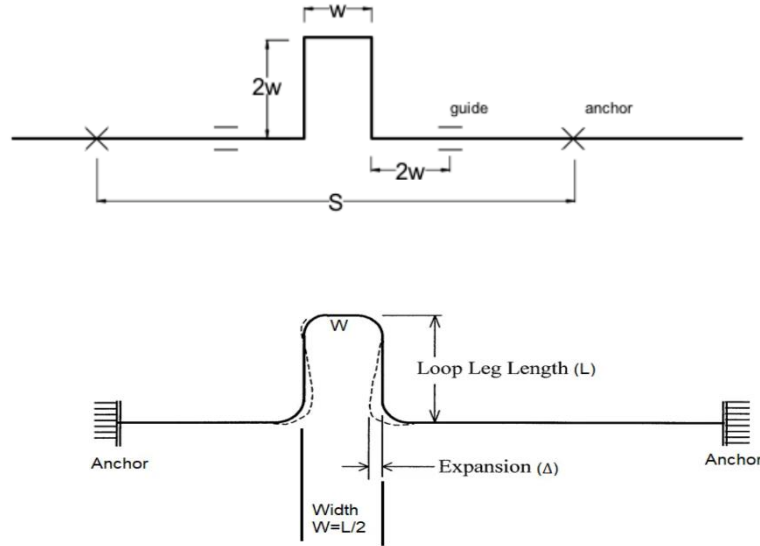 w
2w
guide
anchor
2w
S
W
Loop Leg Length (L)
Anchor
Anchor
Expansion (Δ)
Width
W=L/2